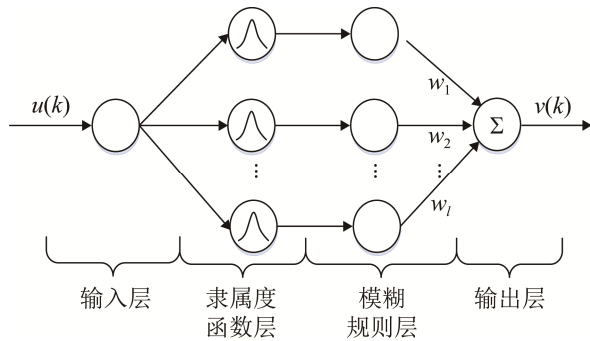 u(k)
w₁
w₂
⋮ ⋮ ⋮
w_l
Σ
v(k)
输入层
隶属度
函数层
模糊
规则层
输出层